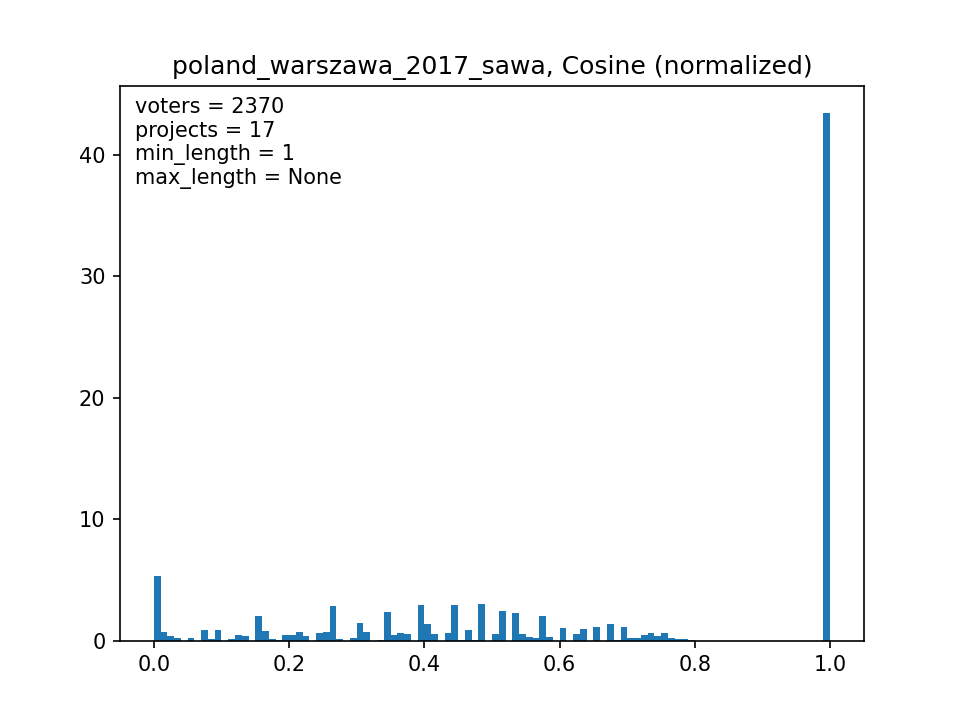 poland_warszawa_2017_sawa, Cosine (normalized)
voters = 2370
projects = 17
min_length = 1
max_length = None
40
30
20
10
0
0.0 0.2 0.4 0.6 0.8 1.0